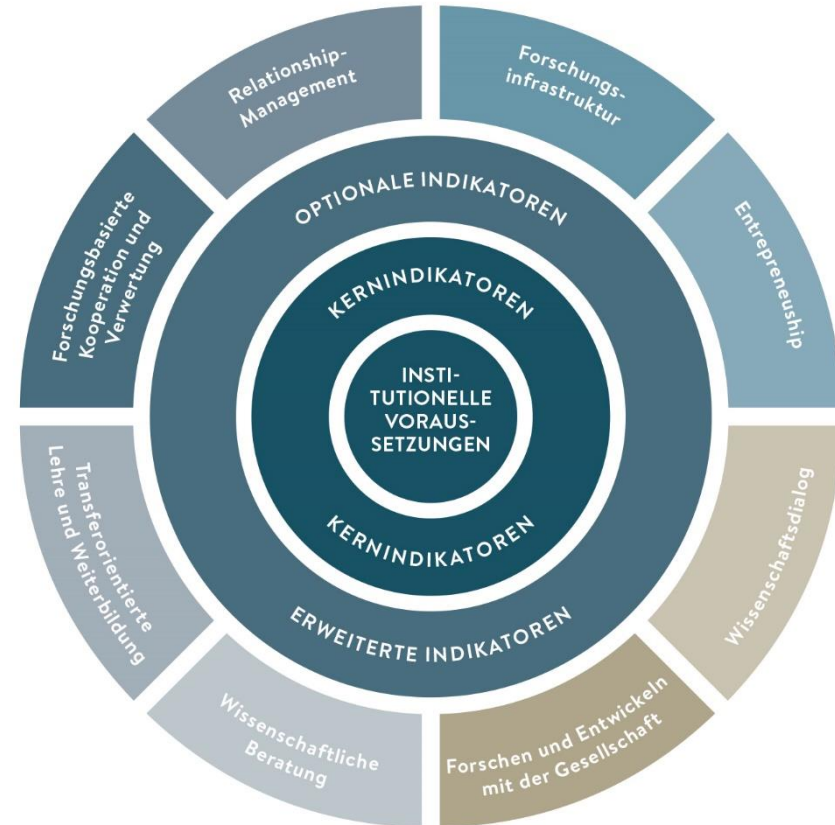 Relationship-
Management
Forschungs-
infrastruktur
Entrepreneuship
Wissenschaftsdialog
Forschen und Entwickeln
mit der Gesellschaft
Wissenschaftliche
Beratung
Transferorientierte
Lehre und Weiterbildung
Forschungsbasierte
Kooperation und
Verwertung
OPTIONALE INDIKATOREN
KERNINDIKATOREN
INSTI-
TUTIONELLE
VORAUS-
SETZUNGEN
KERNINDIKATOREN
ERWEITERTE INDIKATOREN